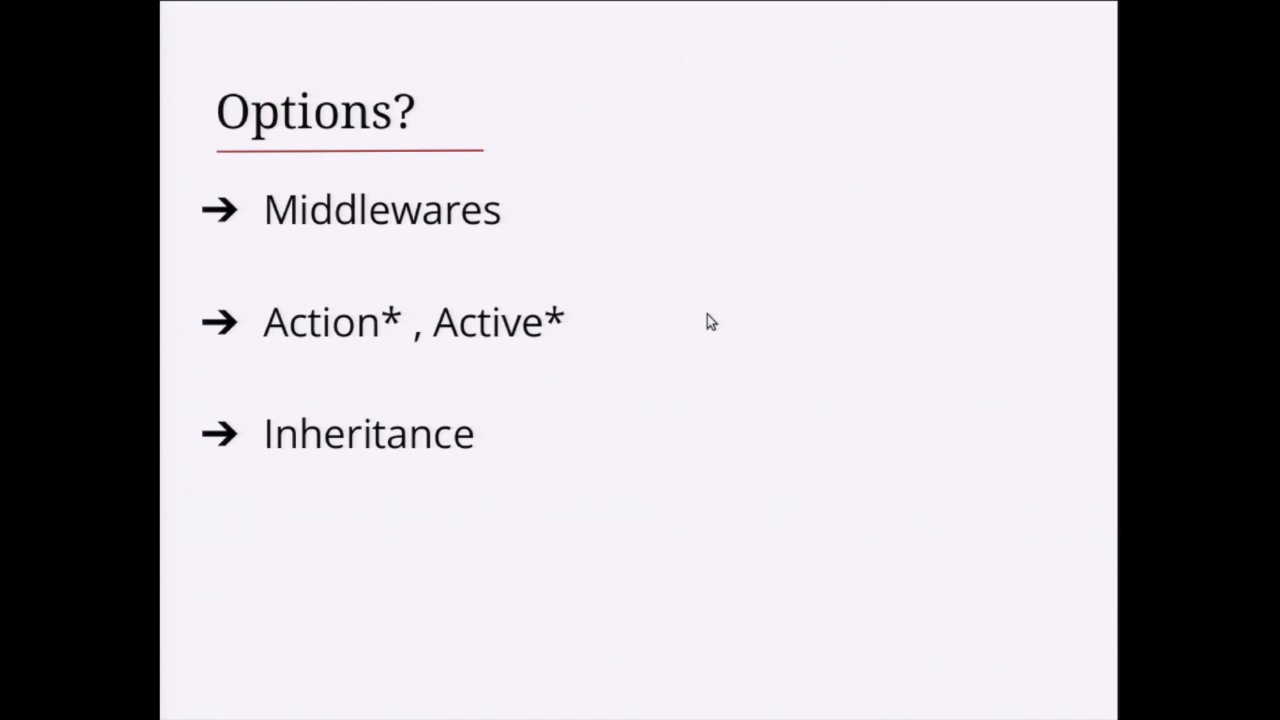 Options?
➔ Middlewares
➔ Action* , Active*
➔ Inheritance